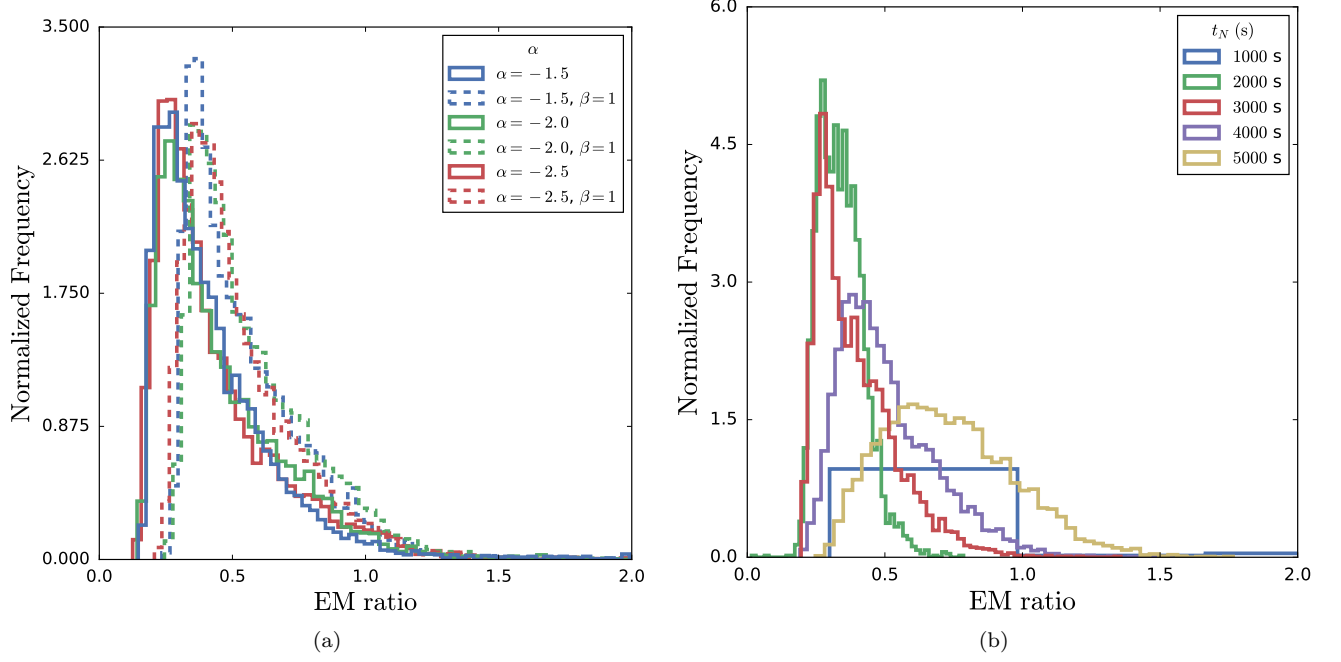 3.500
2.625
1.750
0.875
0.000
Normalized Frequency
0.0 0.5 1.0 1.5 2.0
EM ratio
α
α = −1.5
α = −1.5, β = 1
α = −2.0
α = −2.0, β = 1
α = −2.5
α = −2.5, β = 1
(a)
6.0
4.5
3.0
1.5
0.0
Normalized Frequency
0.0 0.5 1.0 1.5 2.0
EM ratio
t_N (s)
1000 s
2000 s
3000 s
4000 s
5000 s
(b)